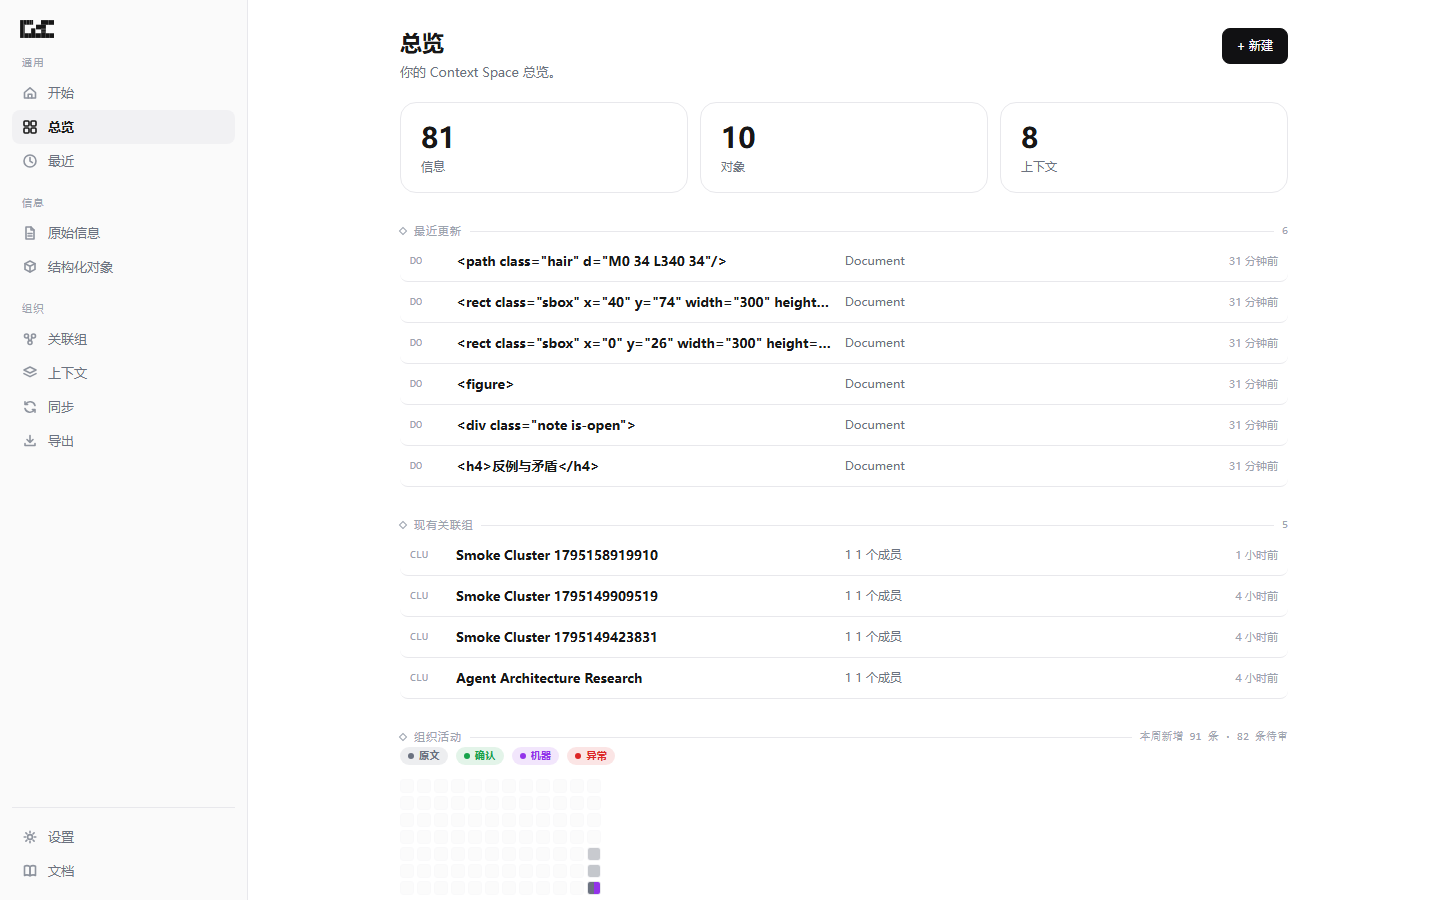 通用
开始
总览
最近
信息
原始信息
结构化对象
组织
关联组
上下文
同步
导出
设置
文档
总览
+ 新建
你的 Context Space 总览。
81
信息
10
对象
8
上下文
最近更新 6
DO <path class="hair" d="M0 34 L340 34"/> Document 31 分钟前
DO <rect class="sbox" x="40" y="74" width="300" height... Document 31 分钟前
DO <rect class="sbox" x="0" y="26" width="300" height=... Document 31 分钟前
DO <figure> Document 31 分钟前
DO <div class="note is-open"> Document 31 分钟前
DO <h4>反例与矛盾</h4> Document 31 分钟前
现有关联组 5
CLU Smoke Cluster 1795158919910 1 1 个成员 1 小时前
CLU Smoke Cluster 1795149909519 1 1 个成员 4 小时前
CLU Smoke Cluster 1795149423831 1 1 个成员 4 小时前
CLU Agent Architecture Research 1 1 个成员 4 小时前
组织活动 本周新增 91 条 · 82 条待审
原文 确认 机器 异常